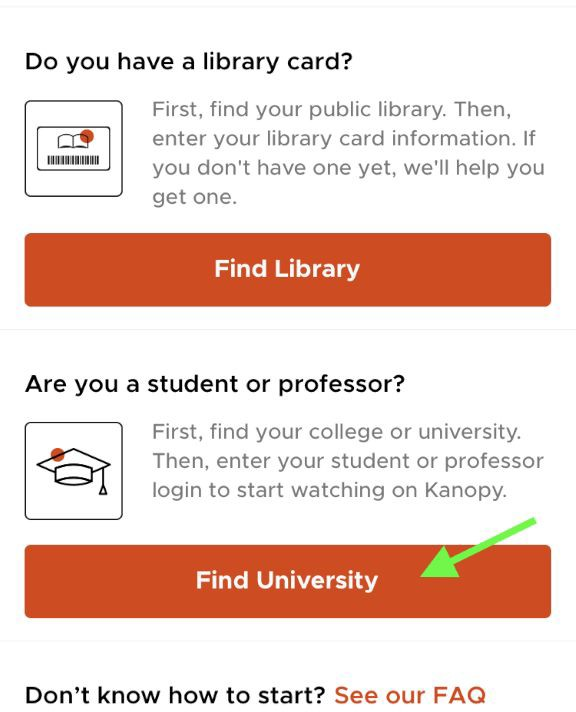 Do you have a library card?
First, find your public library. Then,
enter your library card information. If
you don't have one yet, we'll help you
get one.
Find Library
Are you a student or professor?
First, find your college or university.
Then, enter your student or professor
login to start watching on Kanopy.
Find University
Don’t know how to start? See our FAQ